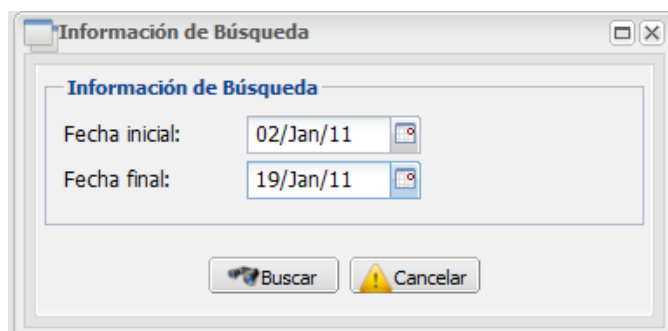 Información de Búsqueda
Información de Búsqueda
Fecha inicial: 02/Jan/11
Fecha final: 19/Jan/11
Buscar Cancelar